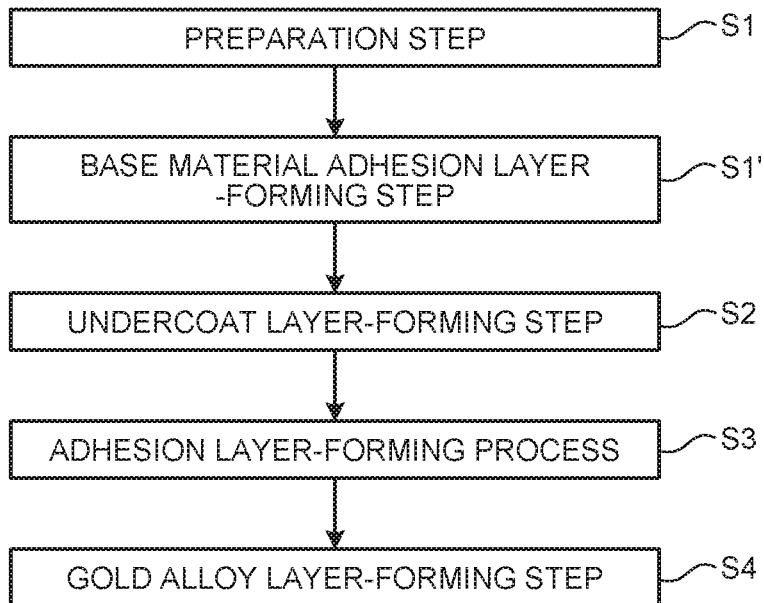 PREPARATION STEP
S1
BASE MATERIAL ADHESION LAYER
-FORMING STEP
S1'
UNDERCOAT LAYER-FORMING STEP
S2
ADHESION LAYER-FORMING PROCESS
S3
GOLD ALLOY LAYER-FORMING STEP
S4